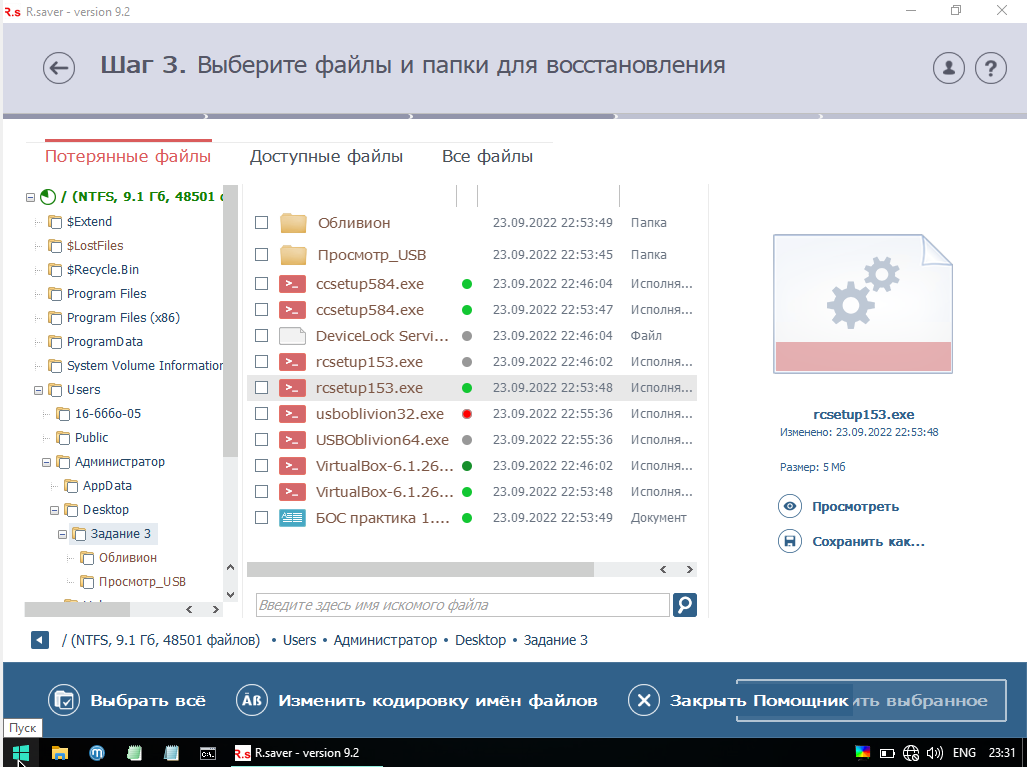 R.s R.saver - version 9.2
Шаг 3. Выберите файлы и папки для восстановления
?
Потерянные файлы Доступные файлы Все файлы
/ (NTFS, 9.1 Гб, 48501
$Extend
$LostFiles
$Recycle.Bin
Program Files
Program Files (x86)
ProgramData
System Volume Information
Users
16-ббbо-05
Public
Администратор
AppData
Desktop
Задание 3
Обливион
Просмотр_USB
Обливион 23.09.2022 22:53:49 Папка
Просмотр_USB 23.09.2022 22:53:45 Папка
ccsetup584.exe 23.09.2022 22:46:04 Исполня...
ccsetup584.exe 23.09.2022 22:53:47 Исполня...
DeviceLock Servi... 23.09.2022 22:46:04 Файл
rcsetup153.exe 23.09.2022 22:46:02 Исполня...
rcsetup153.exe 23.09.2022 22:53:48 Исполня...
usboblivion32.exe 23.09.2022 22:55:36 Исполня...
USBOblivion64.exe 23.09.2022 22:55:36 Исполня...
VirtualBox-6.1.26... 23.09.2022 22:46:02 Исполня...
VirtualBox-6.1.26... 23.09.2022 22:53:48 Исполня...
БОС практика 1.... 23.09.2022 22:53:49 Документ
Введите здесь имя искомого файла
rcsetup153.exe
Изменено: 23.09.2022 22:53:48
Размер: 5 Мб
Просмотреть
Сохранить как...
/ (NTFS, 9.1 Гб, 48501 файлов) • Users • Администратор • Desktop • Задание 3
Выбрать всё Äß Изменить кодировку имён файлов Закрыть Помощник ить выбранное
Пуск
R.s R.saver - version 9.2 ENG 23:31